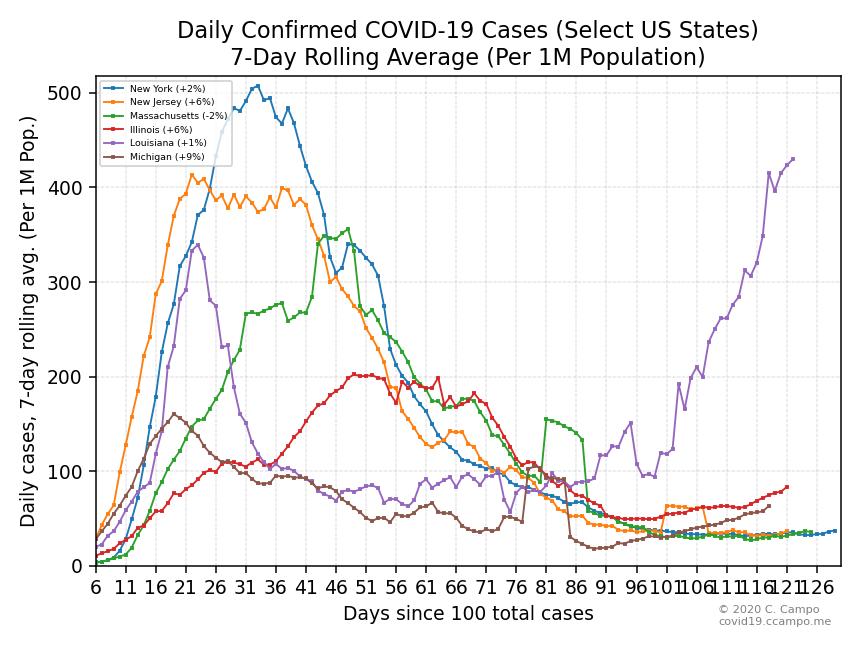 Daily Confirmed COVID-19 Cases (Select US States)
7-Day Rolling Average (Per 1M Population)
Daily cases, 7-day rolling avg. (Per 1M Pop.)
500
400
300
200
100
0
New York (+2%)
New Jersey (+6%)
Massachusetts (-2%)
Illinois (+6%)
Louisiana (+1%)
Michigan (+9%)
6 11 16 21 26 31 36 41 46 51 56 61 66 71 76 81 86 91 96 101 106 111 116 121 126
Days since 100 total cases
© 2020 C. Campo
covid19.ccampo.me